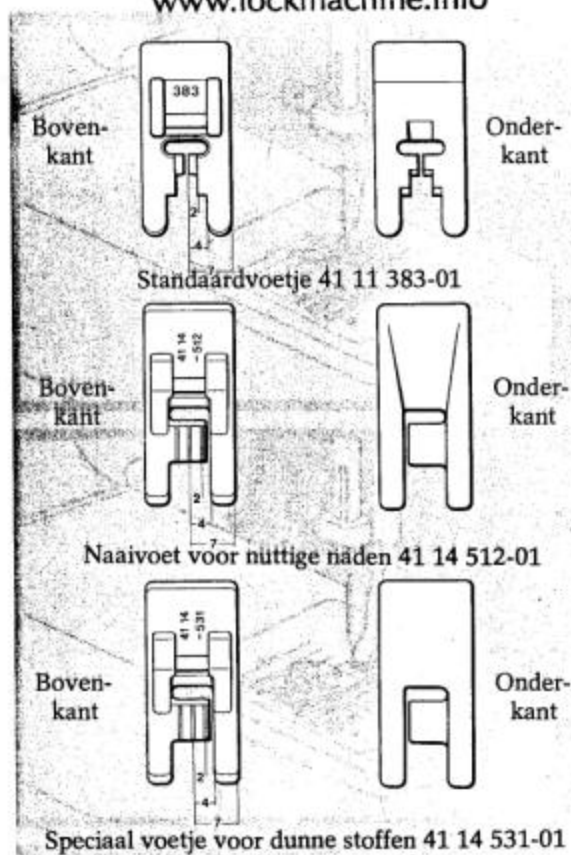 www.lockmachine.info
383
Boven-
kant
Onder-
kant
2
4
7
Standaardvoetje 41 11 383-01
41 14
-512
Boven-
kant
Onder-
kant
2
4
7
Naaivoet voor nuttige naden 41 14 512-01
41 14
-531
Boven-
kant
Onder-
kant
2
4
7
Speciaal voetje voor dunne stoffen 41 14 531-01